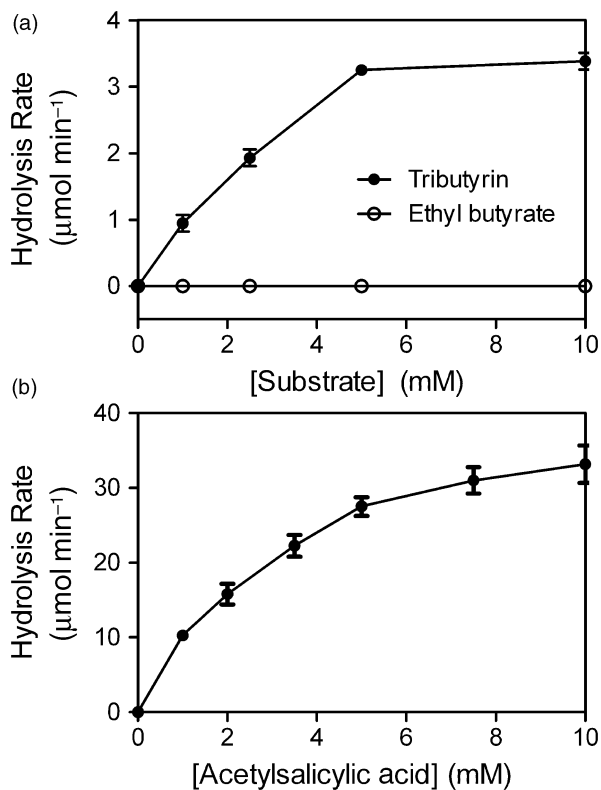 (a)
Hydrolysis Rate
(μmol min⁻¹)
4
3
2
1
0
Tributyrin
Ethyl butyrate
0 2 4 6 8 10
[Substrate] (mM)
(b)
Hydrolysis Rate
(μmol min⁻¹)
40
30
20
10
0
0 2 4 6 8 10
[Acetylsalicylic acid] (mM)